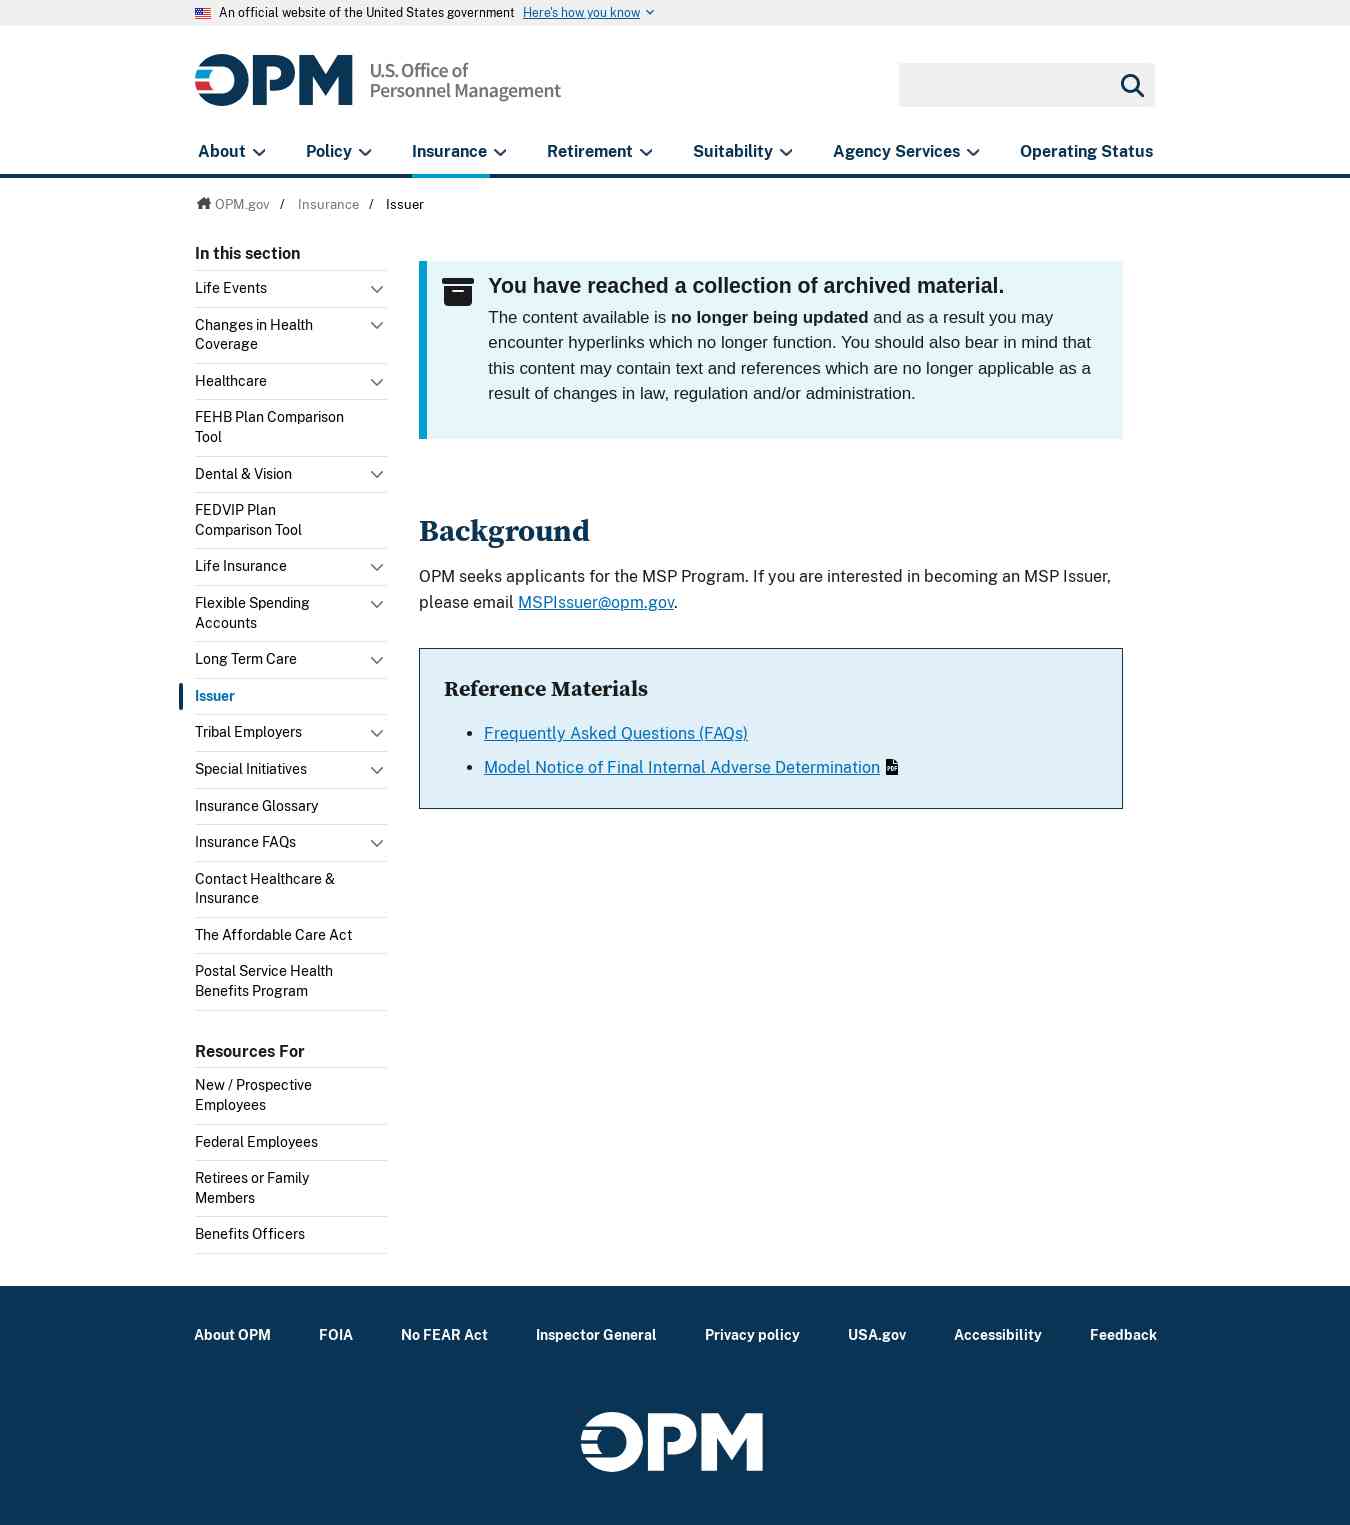 An official website of the United States government Here's how you know
OPM U.S. Office of
Personnel Management
About Policy Insurance Retirement Suitability Agency Services Operating Status
OPM.gov / Insurance / Issuer
In this section
Life Events
Changes in Health
Coverage
Healthcare
FEHB Plan Comparison
Tool
Dental & Vision
FEDVIP Plan
Comparison Tool
Life Insurance
Flexible Spending
Accounts
Long Term Care
Issuer
Tribal Employers
Special Initiatives
Insurance Glossary
Insurance FAQs
Contact Healthcare &
Insurance
The Affordable Care Act
Postal Service Health
Benefits Program
Resources For
New / Prospective
Employees
Federal Employees
Retirees or Family
Members
Benefits Officers
You have reached a collection of archived material.
The content available is no longer being updated and as a result you may
encounter hyperlinks which no longer function. You should also bear in mind that
this content may contain text and references which are no longer applicable as a
result of changes in law, regulation and/or administration.
Background
OPM seeks applicants for the MSP Program. If you are interested in becoming an MSP Issuer,
please email MSPIssuer@opm.gov.
Reference Materials
• Frequently Asked Questions (FAQs)
• Model Notice of Final Internal Adverse Determination PDF
About OPM FOIA No FEAR Act Inspector General Privacy policy USA.gov Accessibility Feedback
OPM